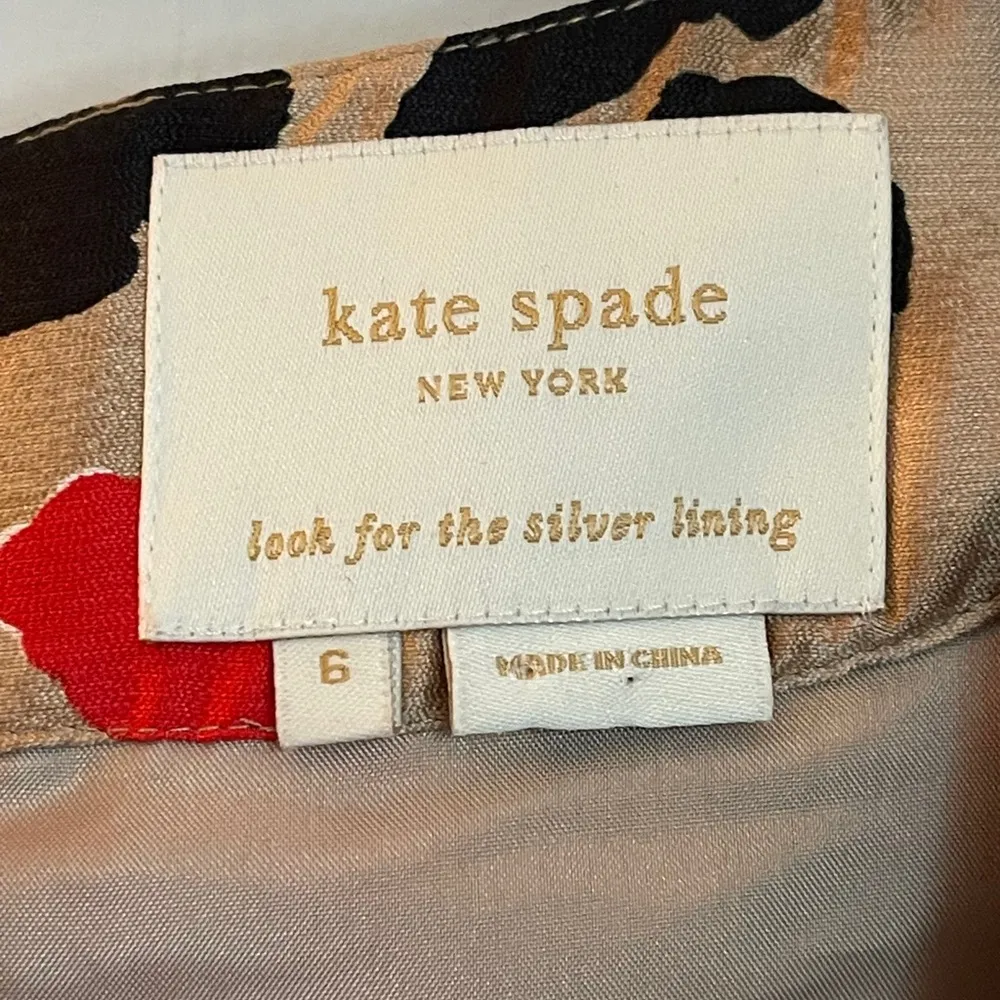 kate spade
NEW YORK
look for the silver lining
6
MADE IN CHINA